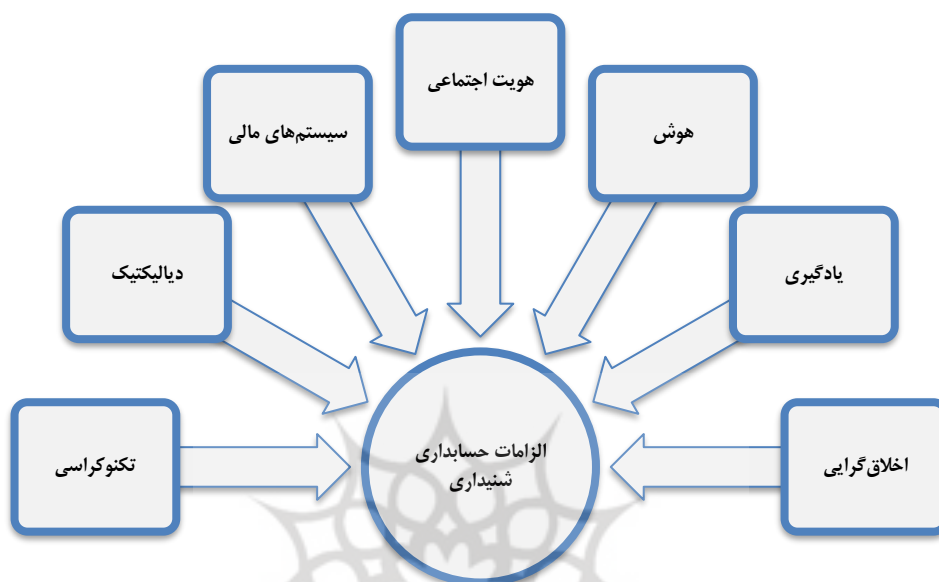 هویت اجتماعی
سیستم‌های مالی
هوش
دیالیکتیک
یادگیری
تکنوکراسی
الزامات حسابداری
شنیداری
اخلاق‌گرایی